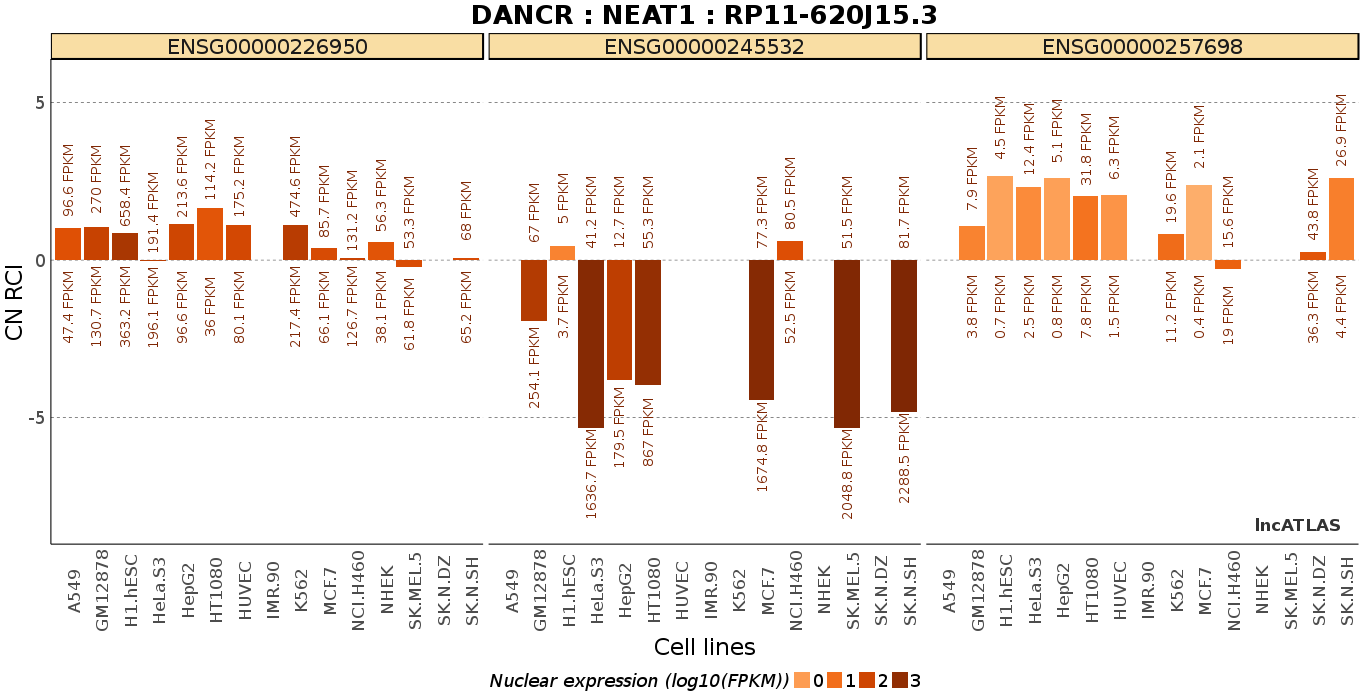 DANCR : NEAT1 : RP11-620J15.3
ENSG00000226950
ENSG00000245532
ENSG00000257698
CN RCI
5
0
-5
96.6 FPKM
270 FPKM
658.4 FPKM
191.4 FPKM
213.6 FPKM
114.2 FPKM
175.2 FPKM
474.6 FPKM
85.7 FPKM
131.2 FPKM
56.3 FPKM
53.3 FPKM
68 FPKM
47.4 FPKM
130.7 FPKM
363.2 FPKM
196.1 FPKM
96.6 FPKM
36 FPKM
80.1 FPKM
217.4 FPKM
66.1 FPKM
126.7 FPKM
38.1 FPKM
61.8 FPKM
65.2 FPKM
67 FPKM
5 FPKM
41.2 FPKM
12.7 FPKM
55.3 FPKM
77.3 FPKM
80.5 FPKM
51.5 FPKM
81.7 FPKM
254.1 FPKM
3.7 FPKM
1636.7 FPKM
179.5 FPKM
867 FPKM
1674.8 FPKM
52.5 FPKM
2048.8 FPKM
2288.5 FPKM
7.9 FPKM
4.5 FPKM
12.4 FPKM
5.1 FPKM
31.8 FPKM
6.3 FPKM
19.6 FPKM
2.1 FPKM
15.6 FPKM
43.8 FPKM
26.9 FPKM
3.8 FPKM
0.7 FPKM
2.5 FPKM
0.8 FPKM
7.8 FPKM
1.5 FPKM
11.2 FPKM
0.4 FPKM
19 FPKM
36.3 FPKM
4.4 FPKM
lncATLAS
A549
GM12878
H1.hESC
HeLa.S3
HepG2
HT1080
HUVEC
IMR.90
K562
MCF.7
NCI.H460
NHEK
SK.MEL.5
SK.N.DZ
SK.N.SH
A549
GM12878
H1.hESC
HeLa.S3
HepG2
HT1080
HUVEC
IMR.90
K562
MCF.7
NCI.H460
NHEK
SK.MEL.5
SK.N.DZ
SK.N.SH
A549
GM12878
H1.hESC
HeLa.S3
HepG2
HT1080
HUVEC
IMR.90
K562
MCF.7
NCI.H460
NHEK
SK.MEL.5
SK.N.DZ
SK.N.SH
Cell lines
Nuclear expression (log10(FPKM)) 0 1 2 3